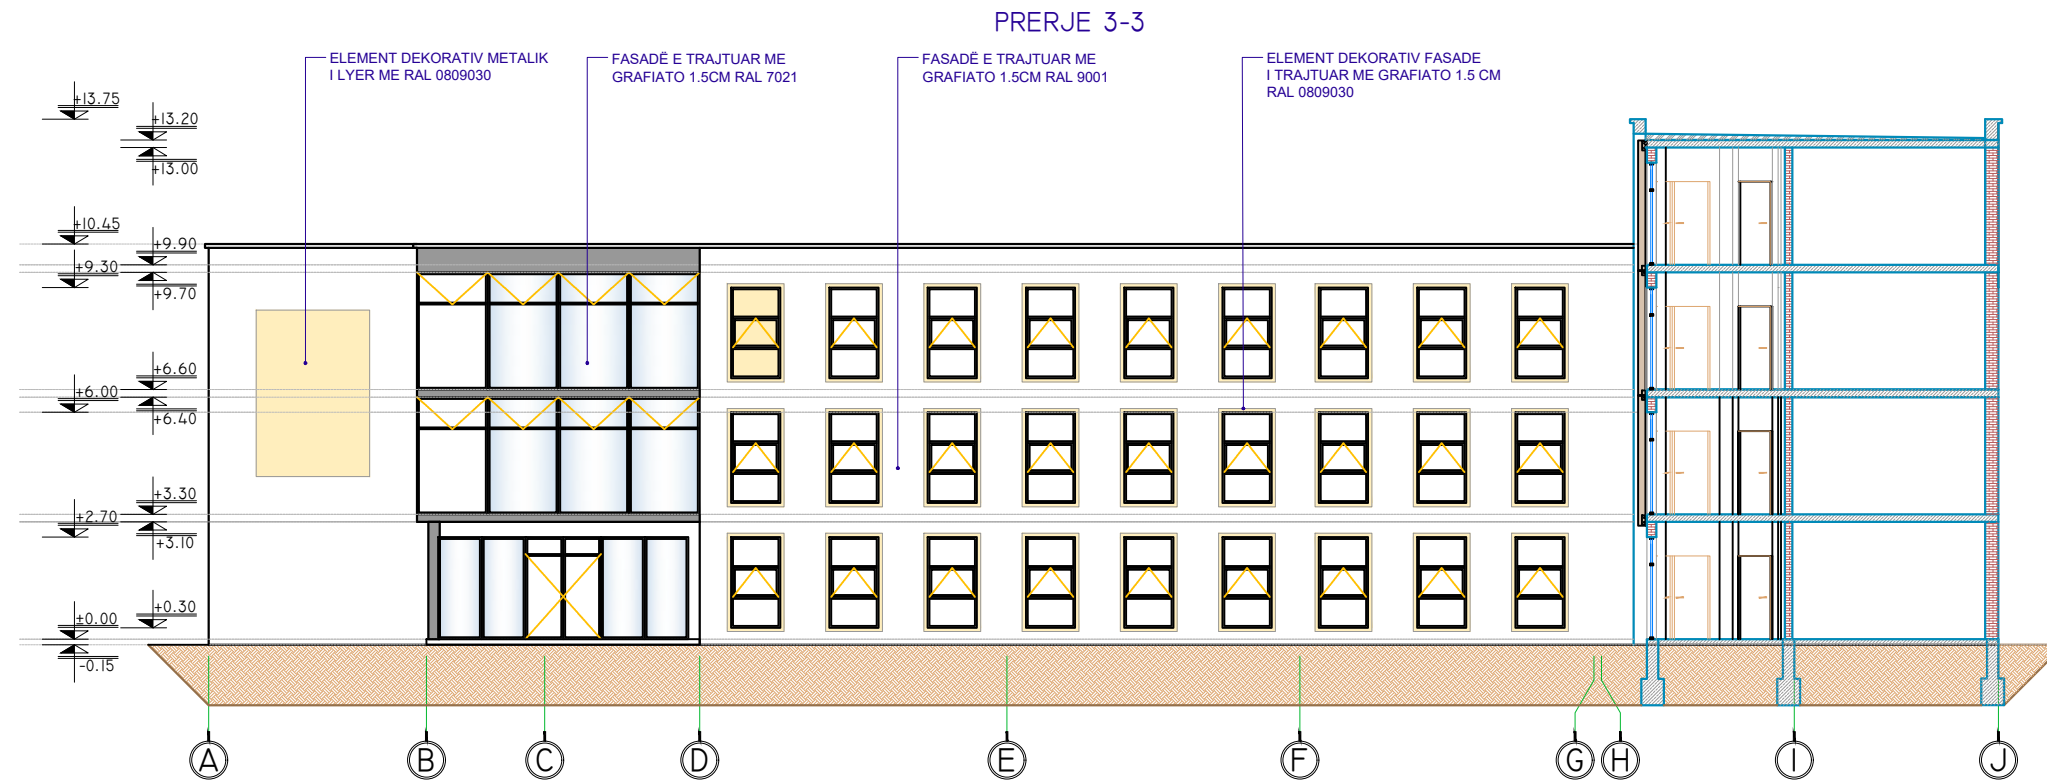 PRERJE 3-3
ELEMENT DEKORATIV METALIK
I LYER ME RAL 0809030
FASADË E TRAJTUAR ME
GRAFIATO 1.5CM RAL 7021
FASADË E TRAJTUAR ME
GRAFIATO 1.5CM RAL 9001
ELEMENT DEKORATIV FASADE
I TRAJTUAR ME GRAFIATO 1.5 CM
RAL 0809030
+13.75
+13.20
+13.00
+10.45
+9.90
+9.30
+9.70
+6.60
+6.00
+6.40
+3.30
+2.70
+3.10
+0.30
±0.00
-0.15
A
B
C
D
E
F
G
H
I
J